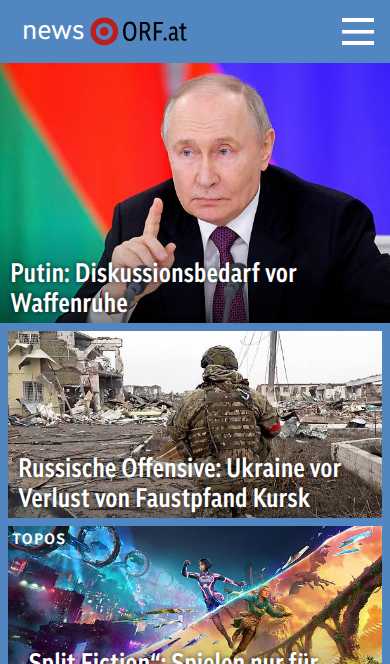 news ORF.at
Putin: Diskussionsbedarf vor
Waffenruhe
Russische Offensive: Ukraine vor
Verlust von Faustpfand Kursk
TOPOS
„Split Fiction“: Spielen nur für